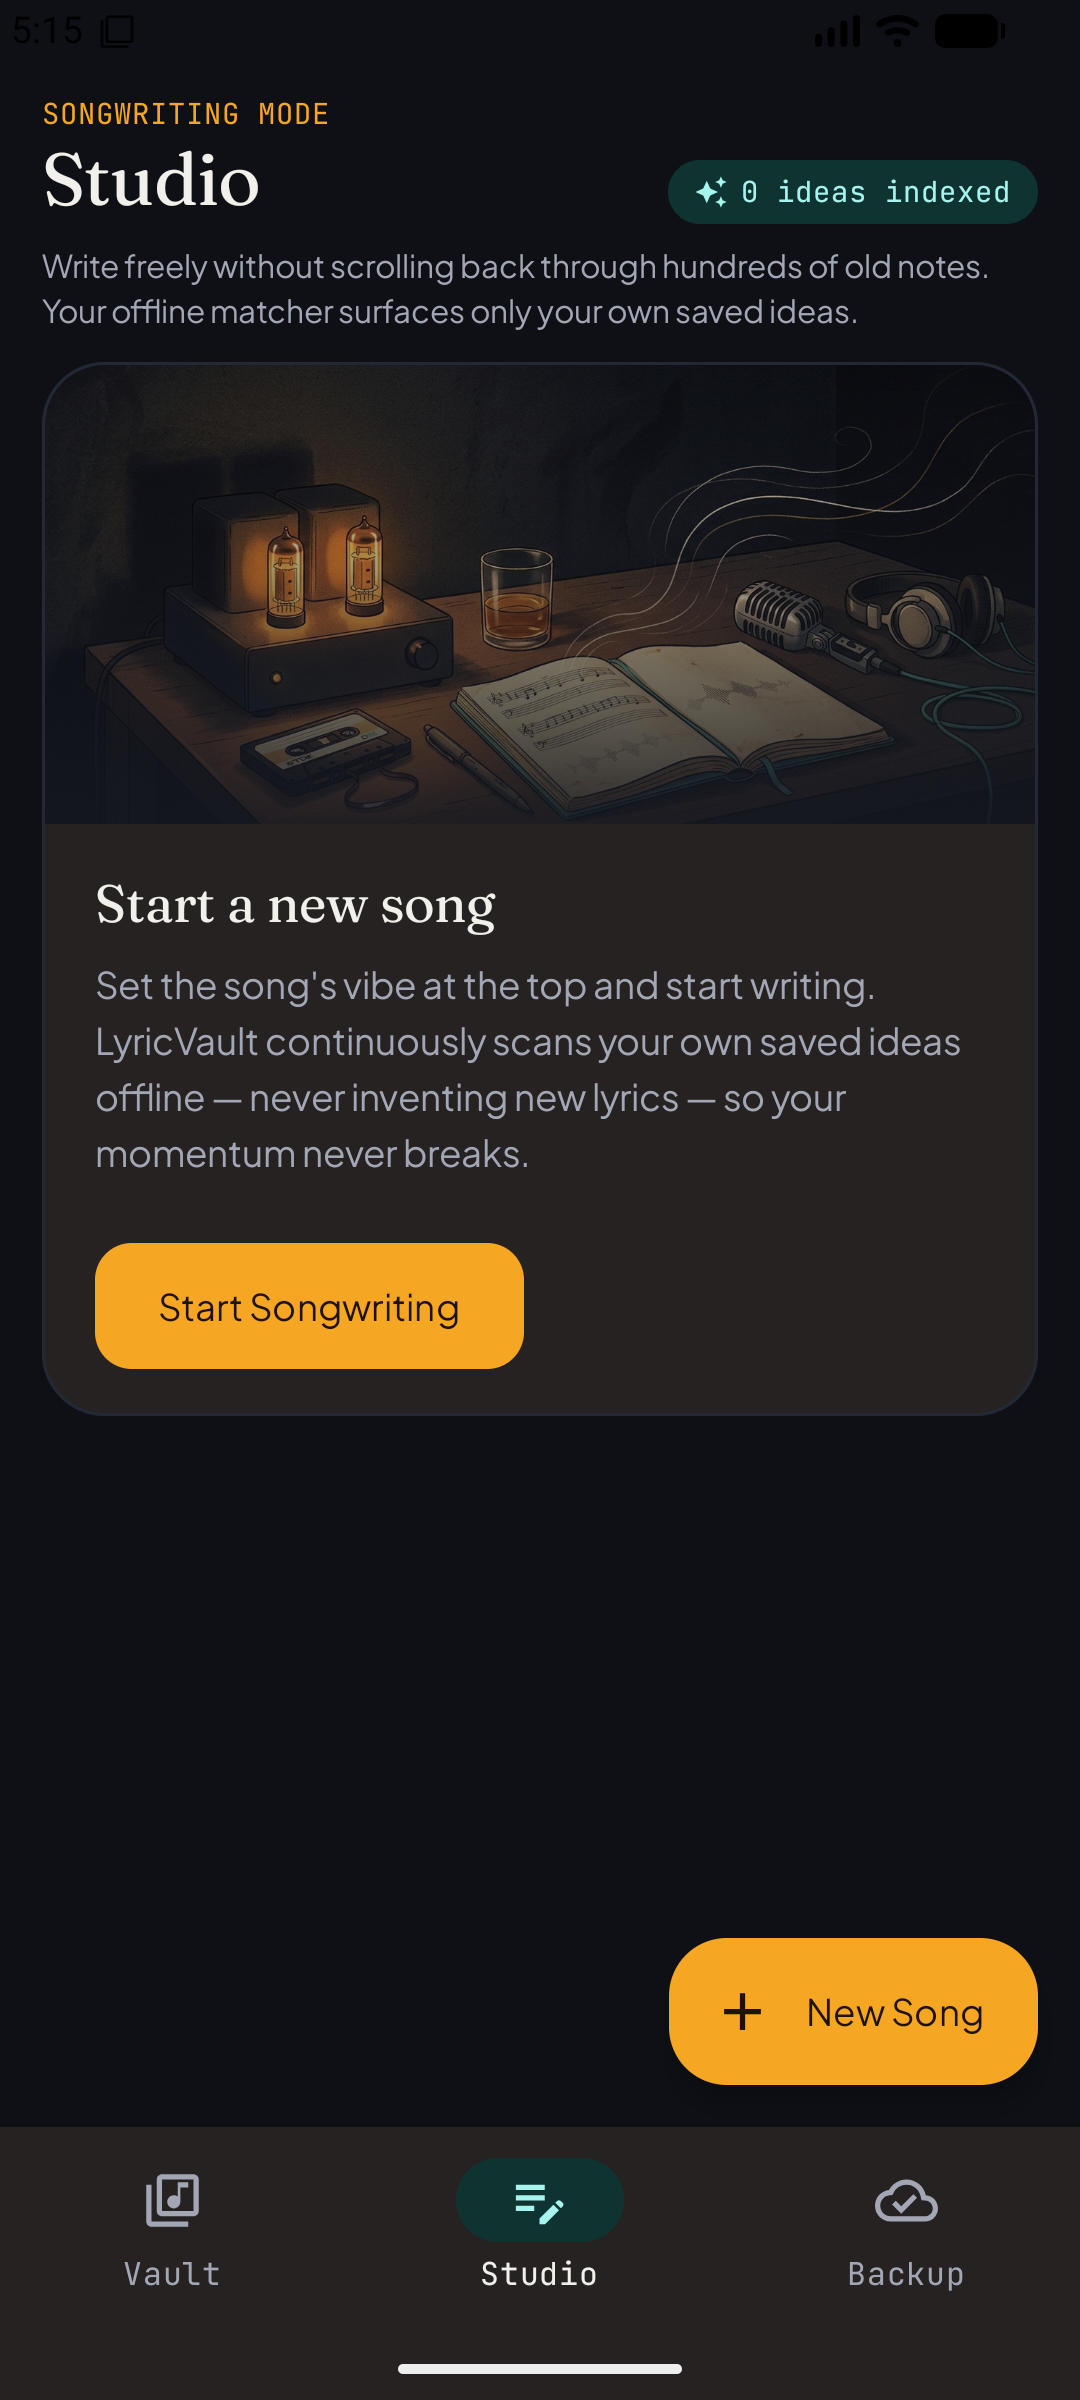 5:15
SONGWRITING MODE
Studio
0 ideas indexed
Write freely without scrolling back through hundreds of old notes.
Your offline matcher surfaces only your own saved ideas.
Start a new song
Set the song's vibe at the top and start writing.
LyricVault continuously scans your own saved ideas
offline — never inventing new lyrics — so your
momentum never breaks.
Start Songwriting
New Song
Vault
Studio
Backup